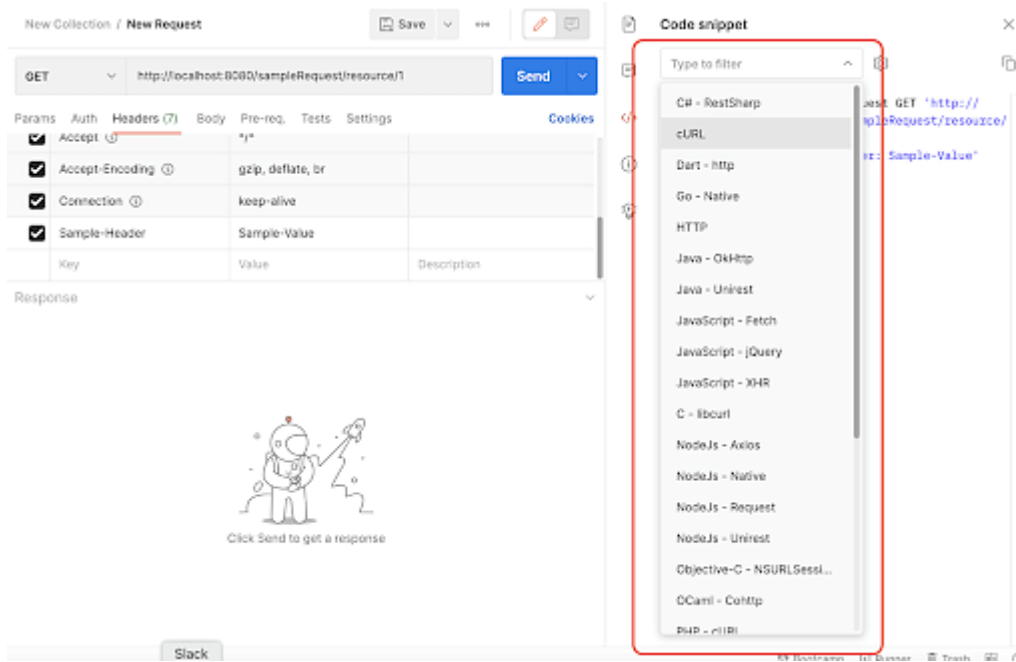 New Collection / New Request
Save
GET
http://localhost:8080/sampleRequest/resource/1
Send
Params Auth Headers (7) Body Pre-req. Tests Settings
Cookies
Accept
*/*
Accept-Encoding
gzip, deflate, br
Connection
keep-alive
Sample-Header
Sample-Value
Key
Value
Description
Response
Click Send to get a response
Slack
Code snippet
Type to filter
C# - RestSharp
cURL
Dart - http
Go - Native
HTTP
Java - OkHttp
Java - Unirest
JavaScript - Fetch
JavaScript - jQuery
JavaScript - XHR
C - libcurl
NodeJs - Axios
NodeJs - Native
NodeJs - Request
NodeJs - Unirest
Objective-C - NSURLSessi...
OCaml - Cohttp
PHP - cURL
uest GET 'http://
mpleRequest/resource/
er: Sample-Value'
Bootcamp
Runner
Trash